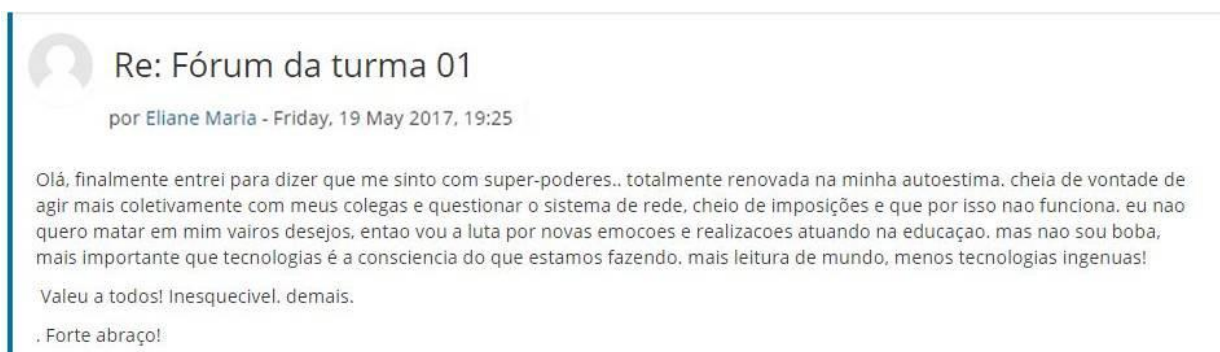 Re: Fórum da turma 01
por Eliane Maria - Friday, 19 May 2017, 19:25
Olá, finalmente entrei para dizer que me sinto com super-poderes.. totalmente renovada na minha autoestima. cheia de vontade de
agir mais coletivamente com meus colegas e questionar o sistema de rede, cheio de imposições e que por isso nao funciona. eu nao
quero matar em mim vairos desejos, entao vou a luta por novas emocoes e realizacoes atuando na educaçao. mas nao sou boba,
mais importante que tecnologias é a consciencia do que estamos fazendo. mais leitura de mundo, menos tecnologias ingenuas!
Valeu a todos! Inesquecivel. demais.
. Forte abraço!